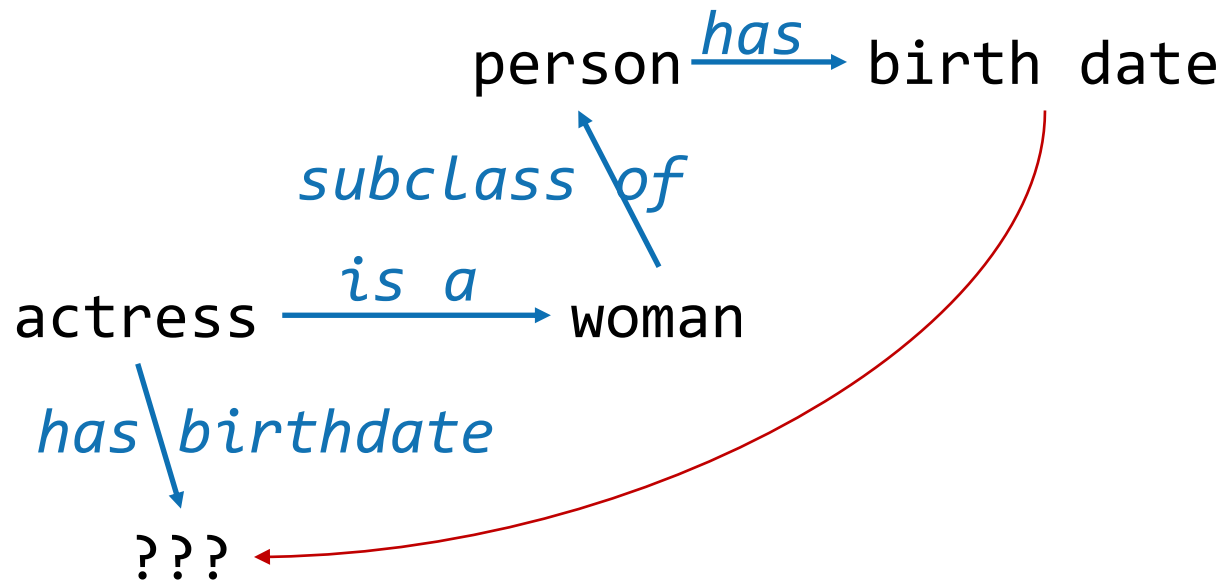 has
person birth date
subclass of
is a
actress woman
has birthdate
???